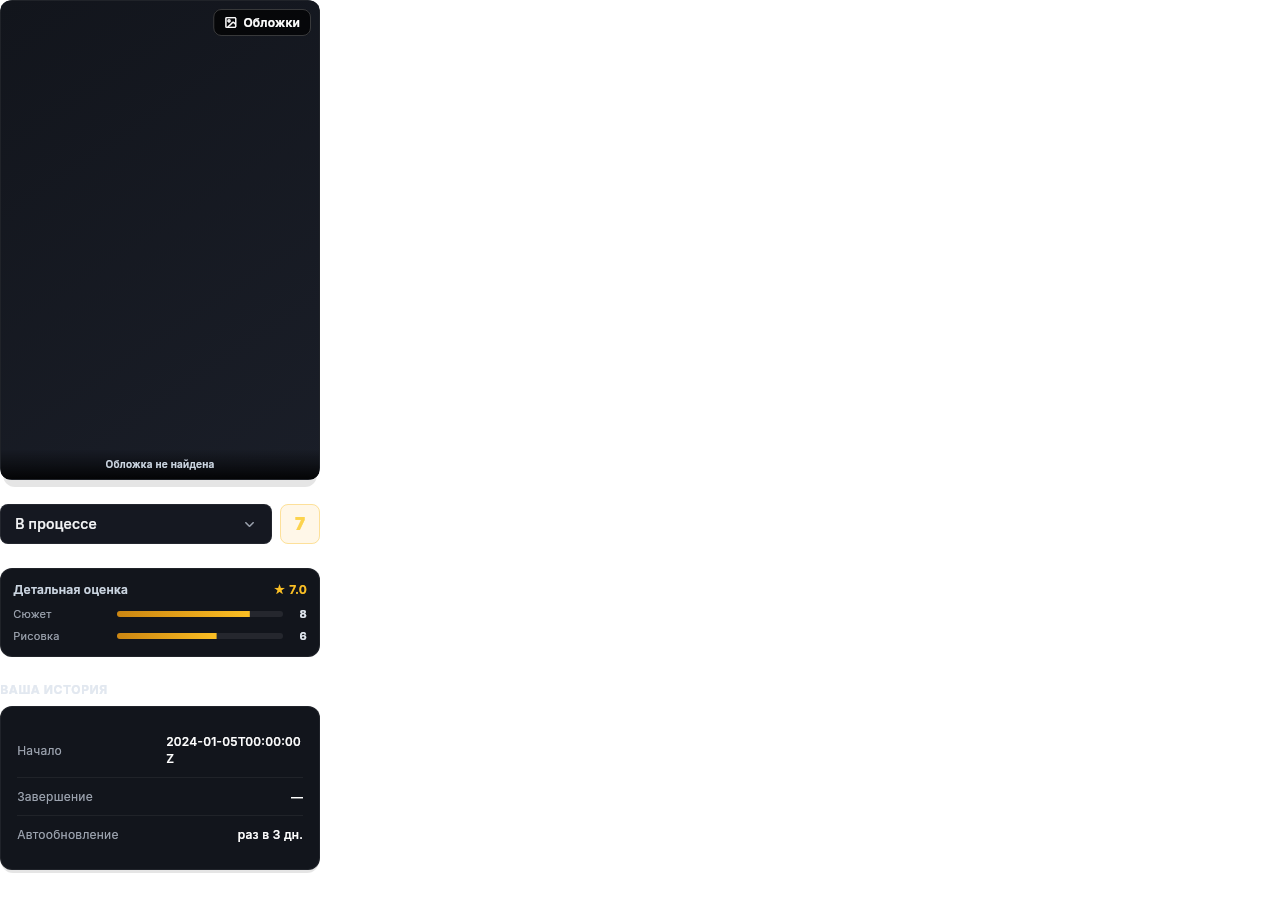 Обложки
Обложка не найдена
В процессе
7
Детальная оценка
★ 7.0
Сюжет
8
Рисовка
6
ВАША ИСТОРИЯ
Начало
2024-01-05T00:00:00
Z
Завершение
—
Автообновление
раз в 3 дн.